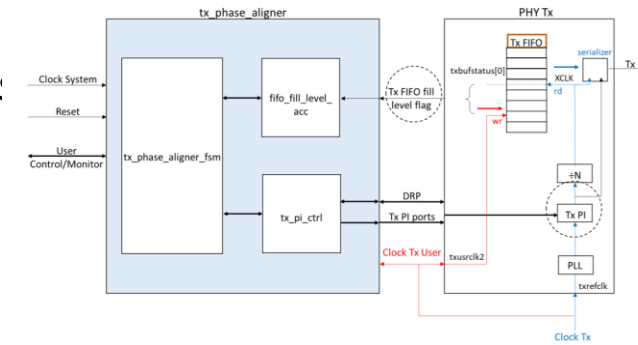 tx_phase_aligner
PHY Tx
Tx FIFO
serializer
Clock System
Reset
User
Control/Monitor
tx_phase_aligner_fsm
fifo_fill_level_
acc
Tx FIFO fill
level flag
txbufstatus[0]
XCLK
rd
wr
Tx
÷N
tx_pi_ctrl
DRP
Tx PI ports
Tx PI
Clock Tx User
txusrclk2
PLL
txrefclk
Clock Tx